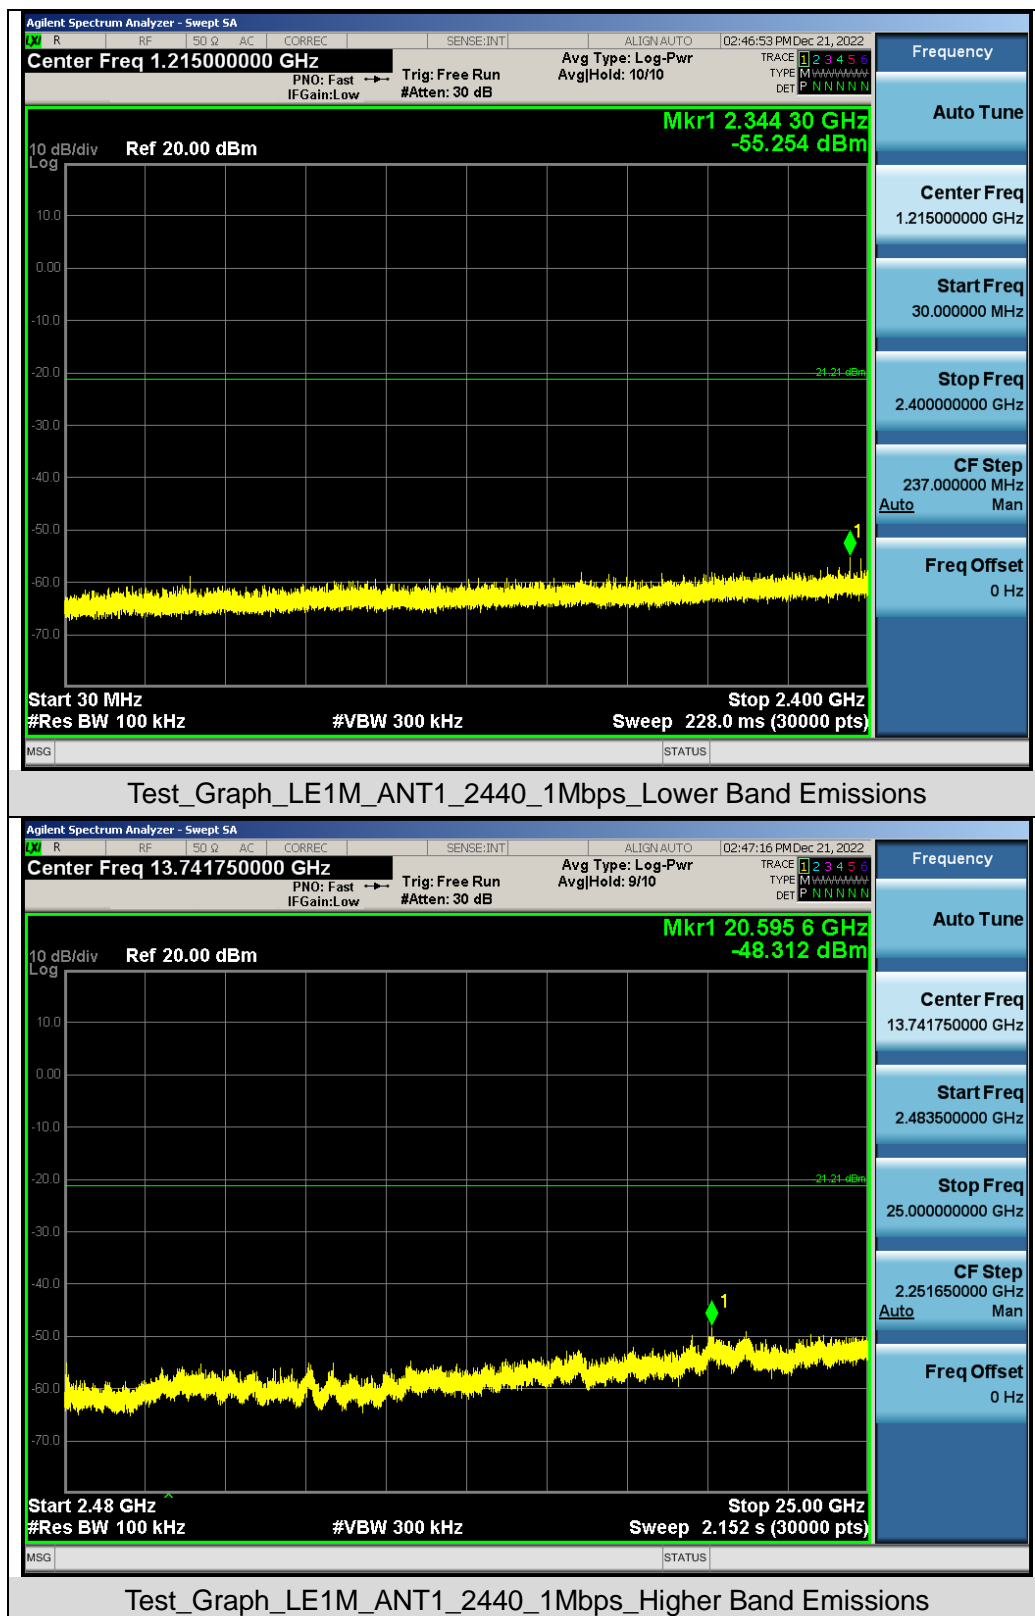 Agilent Spectrum Analyzer - Swept SA
LXI R RF 50 Ω AC CORREC SENSE:INT ALIGN AUTO 02:46:53 PM Dec 21, 2022
Center Freq 1.215000000 GHz
PNO: Fast
IFGain:Low
Trig: Free Run
#Atten: 30 dB
Avg Type: Log-Pwr
Avg|Hold: 10/10
TRACE 1 2 3 4 5 6
TYPE M
DET P N N N N N
Mkr1 2.344 30 GHz
-55.254 dBm
10 dB/div
Log
Ref 20.00 dBm
10.0
0.00
-10.0
-20.0
-30.0
-40.0
-50.0
-60.0
-70.0
21.21 dBm
1
Start 30 MHz
Stop 2.400 GHz
#Res BW 100 kHz
#VBW 300 kHz
Sweep 228.0 ms (30000 pts)
MSG
STATUS
Frequency
Auto Tune
Center Freq
1.215000000 GHz
Start Freq
30.000000 MHz
Stop Freq
2.400000000 GHz
CF Step
237.000000 MHz
Auto Man
Freq Offset
0 Hz
Test_Graph_LE1M_ANT1_2440_1Mbps_Lower Band Emissions
Agilent Spectrum Analyzer - Swept SA
LXI R RF 50 Ω AC CORREC SENSE:INT ALIGN AUTO 02:47:16 PM Dec 21, 2022
Center Freq 13.741750000 GHz
PNO: Fast
IFGain:Low
Trig: Free Run
#Atten: 30 dB
Avg Type: Log-Pwr
Avg|Hold: 9/10
TRACE 1 2 3 4 5 6
TYPE M
DET P N N N N N
Mkr1 20.595 6 GHz
-48.312 dBm
10 dB/div
Log
Ref 20.00 dBm
10.0
0.00
-10.0
-20.0
-30.0
-40.0
-50.0
-60.0
-70.0
21.21 dBm
1
Start 2.48 GHz
Stop 25.00 GHz
#Res BW 100 kHz
#VBW 300 kHz
Sweep 2.152 s (30000 pts)
MSG
STATUS
Frequency
Auto Tune
Center Freq
13.741750000 GHz
Start Freq
2.483500000 GHz
Stop Freq
25.000000000 GHz
CF Step
2.251650000 GHz
Auto Man
Freq Offset
0 Hz
Test_Graph_LE1M_ANT1_2440_1Mbps_Higher Band Emissions